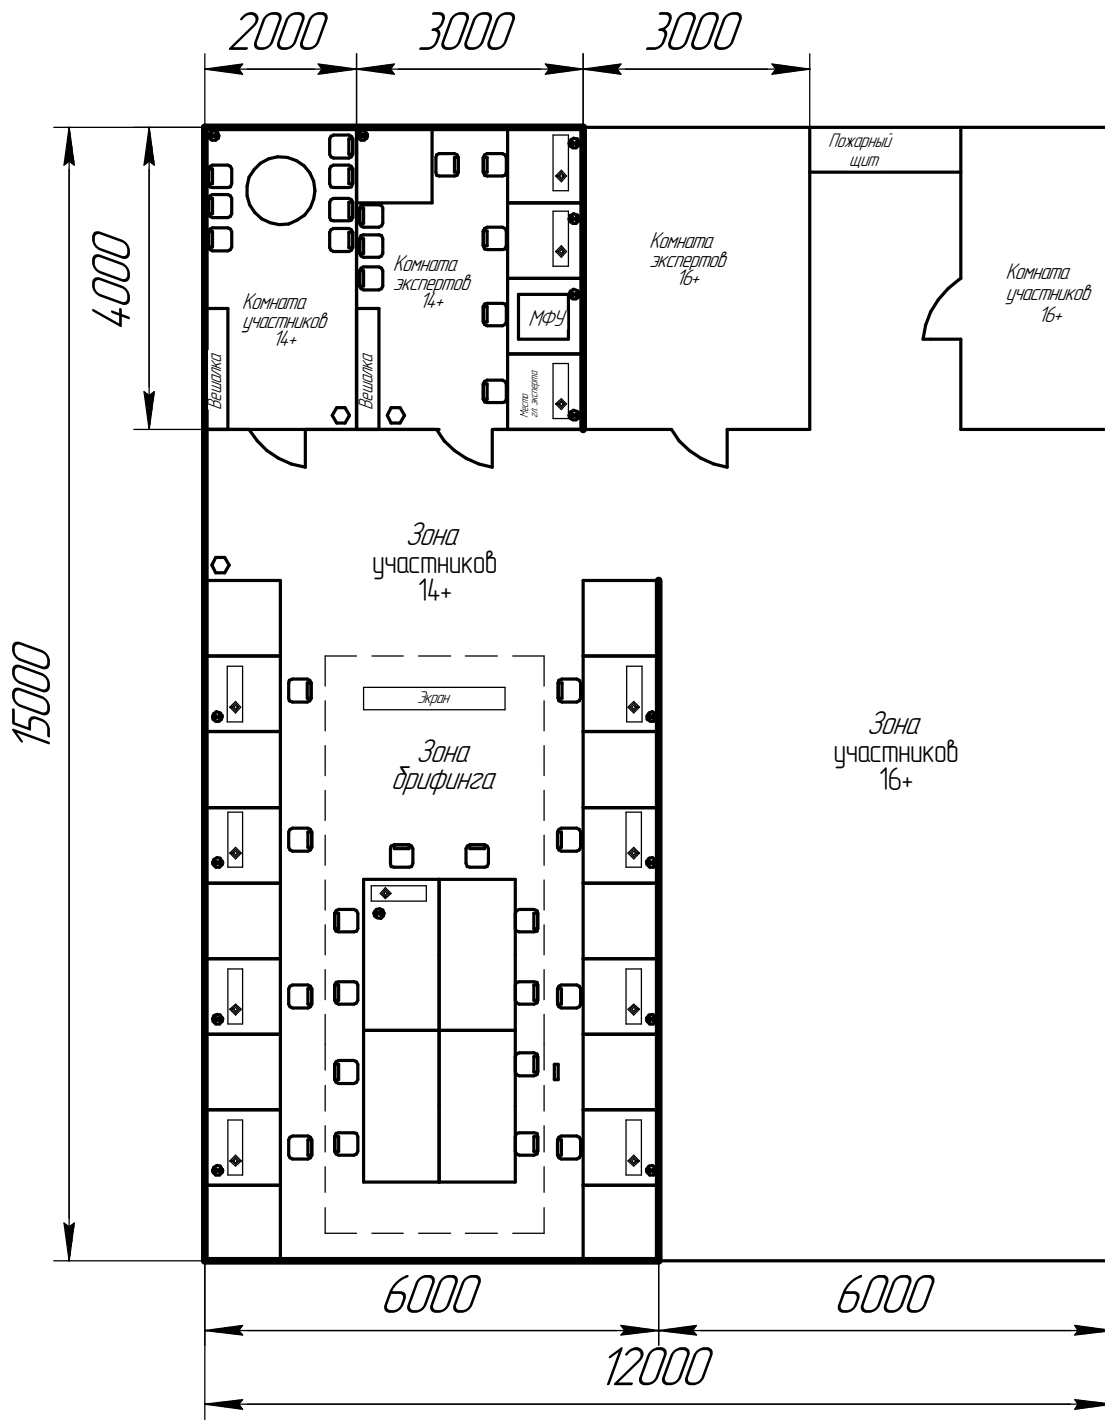 2000
3000
3000
Пожарный
щит
Комната
экспертов
16+
Комната
участников
16+
Комната
экспертов
14+
Комната
участников
14+
МФУ
Вешалка
Вешалка
Место
гл. эксперта
4000
15000
Зона
участников
14+
Экран
Зона
брифинга
Зона
участников
16+
6000
6000
12000